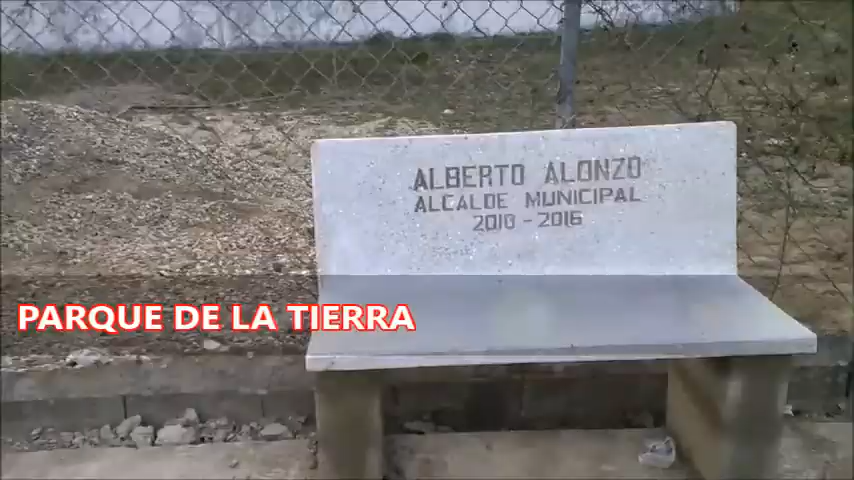 ALBERTO ALONZO
ALCALDE MUNICIPAL
2010 - 2016
PARQUE DE LA TIERRA